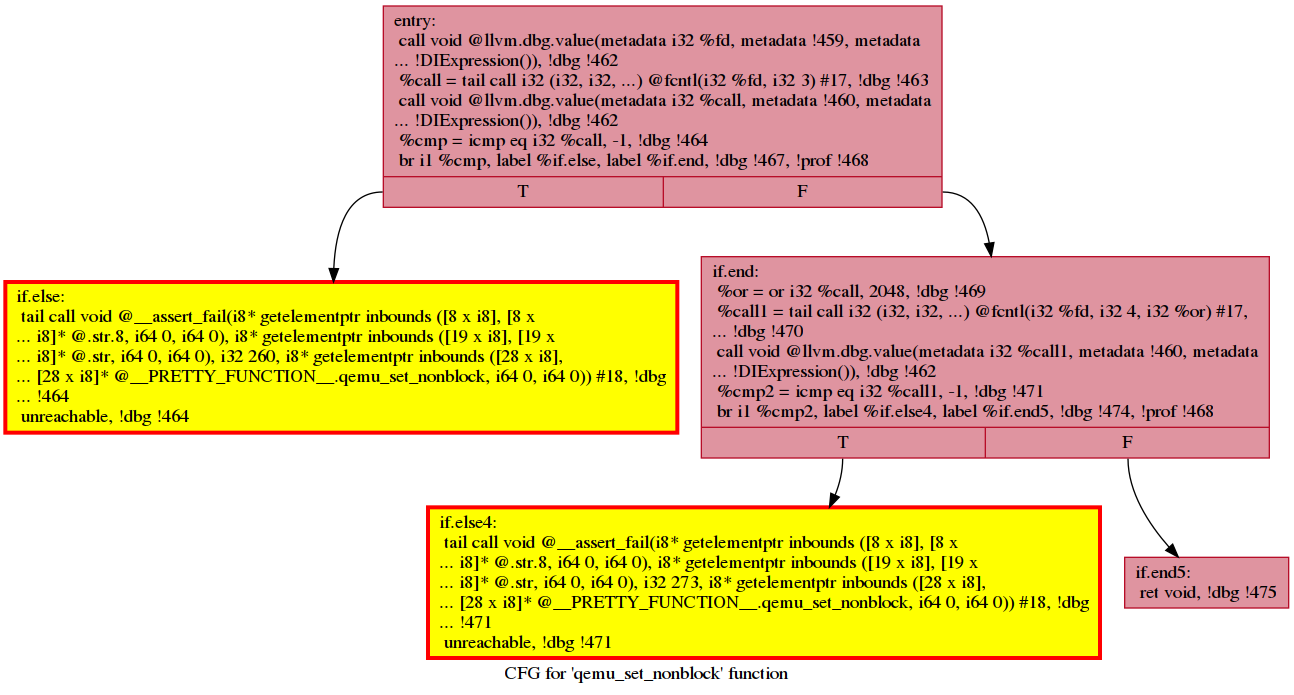 entry:
call void @llvm.dbg.value(metadata i32 %fd, metadata !459, metadata
... !DIExpression()), !dbg !462
%call = tail call i32 (i32, i32, ...) @fcntl(i32 %fd, i32 3) #17, !dbg !463
call void @llvm.dbg.value(metadata i32 %call, metadata !460, metadata
... !DIExpression()), !dbg !462
%cmp = icmp eq i32 %call, -1, !dbg !464
br i1 %cmp, label %if.else, label %if.end, !dbg !467, !prof !468
T F
if.else:
tail call void @__assert_fail(i8* getelementptr inbounds ([8 x i8], [8 x
... i8]* @.str.8, i64 0, i64 0), i8* getelementptr inbounds ([19 x i8], [19 x
... i8]* @.str, i64 0, i64 0), i32 260, i8* getelementptr inbounds ([28 x i8],
... [28 x i8]* @__PRETTY_FUNCTION__.qemu_set_nonblock, i64 0, i64 0)) #18, !dbg
... !464
unreachable, !dbg !464
if.end:
%or = or i32 %call, 2048, !dbg !469
%call1 = tail call i32 (i32, i32, ...) @fcntl(i32 %fd, i32 4, i32 %or) #17,
... !dbg !470
call void @llvm.dbg.value(metadata i32 %call1, metadata !460, metadata
... !DIExpression()), !dbg !462
%cmp2 = icmp eq i32 %call1, -1, !dbg !471
br i1 %cmp2, label %if.else4, label %if.end5, !dbg !474, !prof !468
T F
if.else4:
tail call void @__assert_fail(i8* getelementptr inbounds ([8 x i8], [8 x
... i8]* @.str.8, i64 0, i64 0), i8* getelementptr inbounds ([19 x i8], [19 x
... i8]* @.str, i64 0, i64 0), i32 273, i8* getelementptr inbounds ([28 x i8],
... [28 x i8]* @__PRETTY_FUNCTION__.qemu_set_nonblock, i64 0, i64 0)) #18, !dbg
... !471
unreachable, !dbg !471
if.end5:
ret void, !dbg !475
CFG for 'qemu_set_nonblock' function